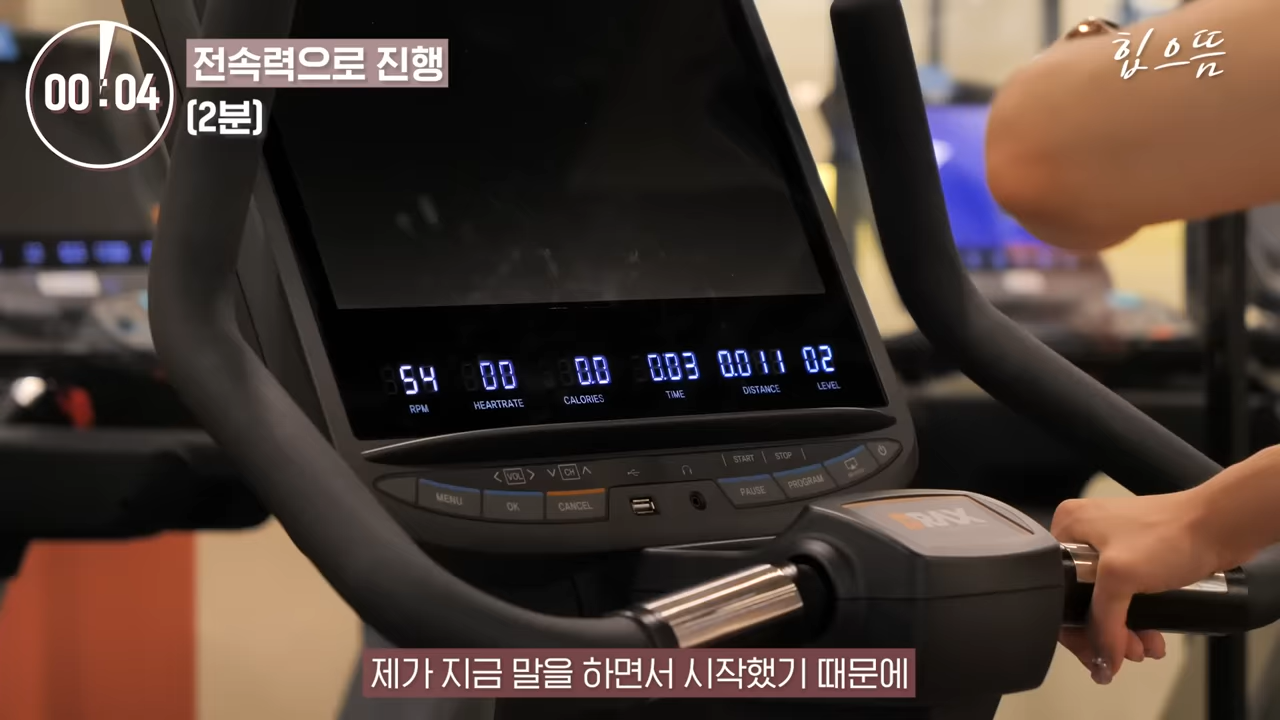 00:04
전속력으로 진행
(2분)
힙으뜸
54 00 0.0 0.03 0.011 02
RPM HEARTRATE CALORIES TIME DISTANCE LEVEL
VOL CH START STOP
MENU OK CANCEL PAUSE PROGRAM
DRAX
제가 지금 말을 하면서 시작했기 때문에